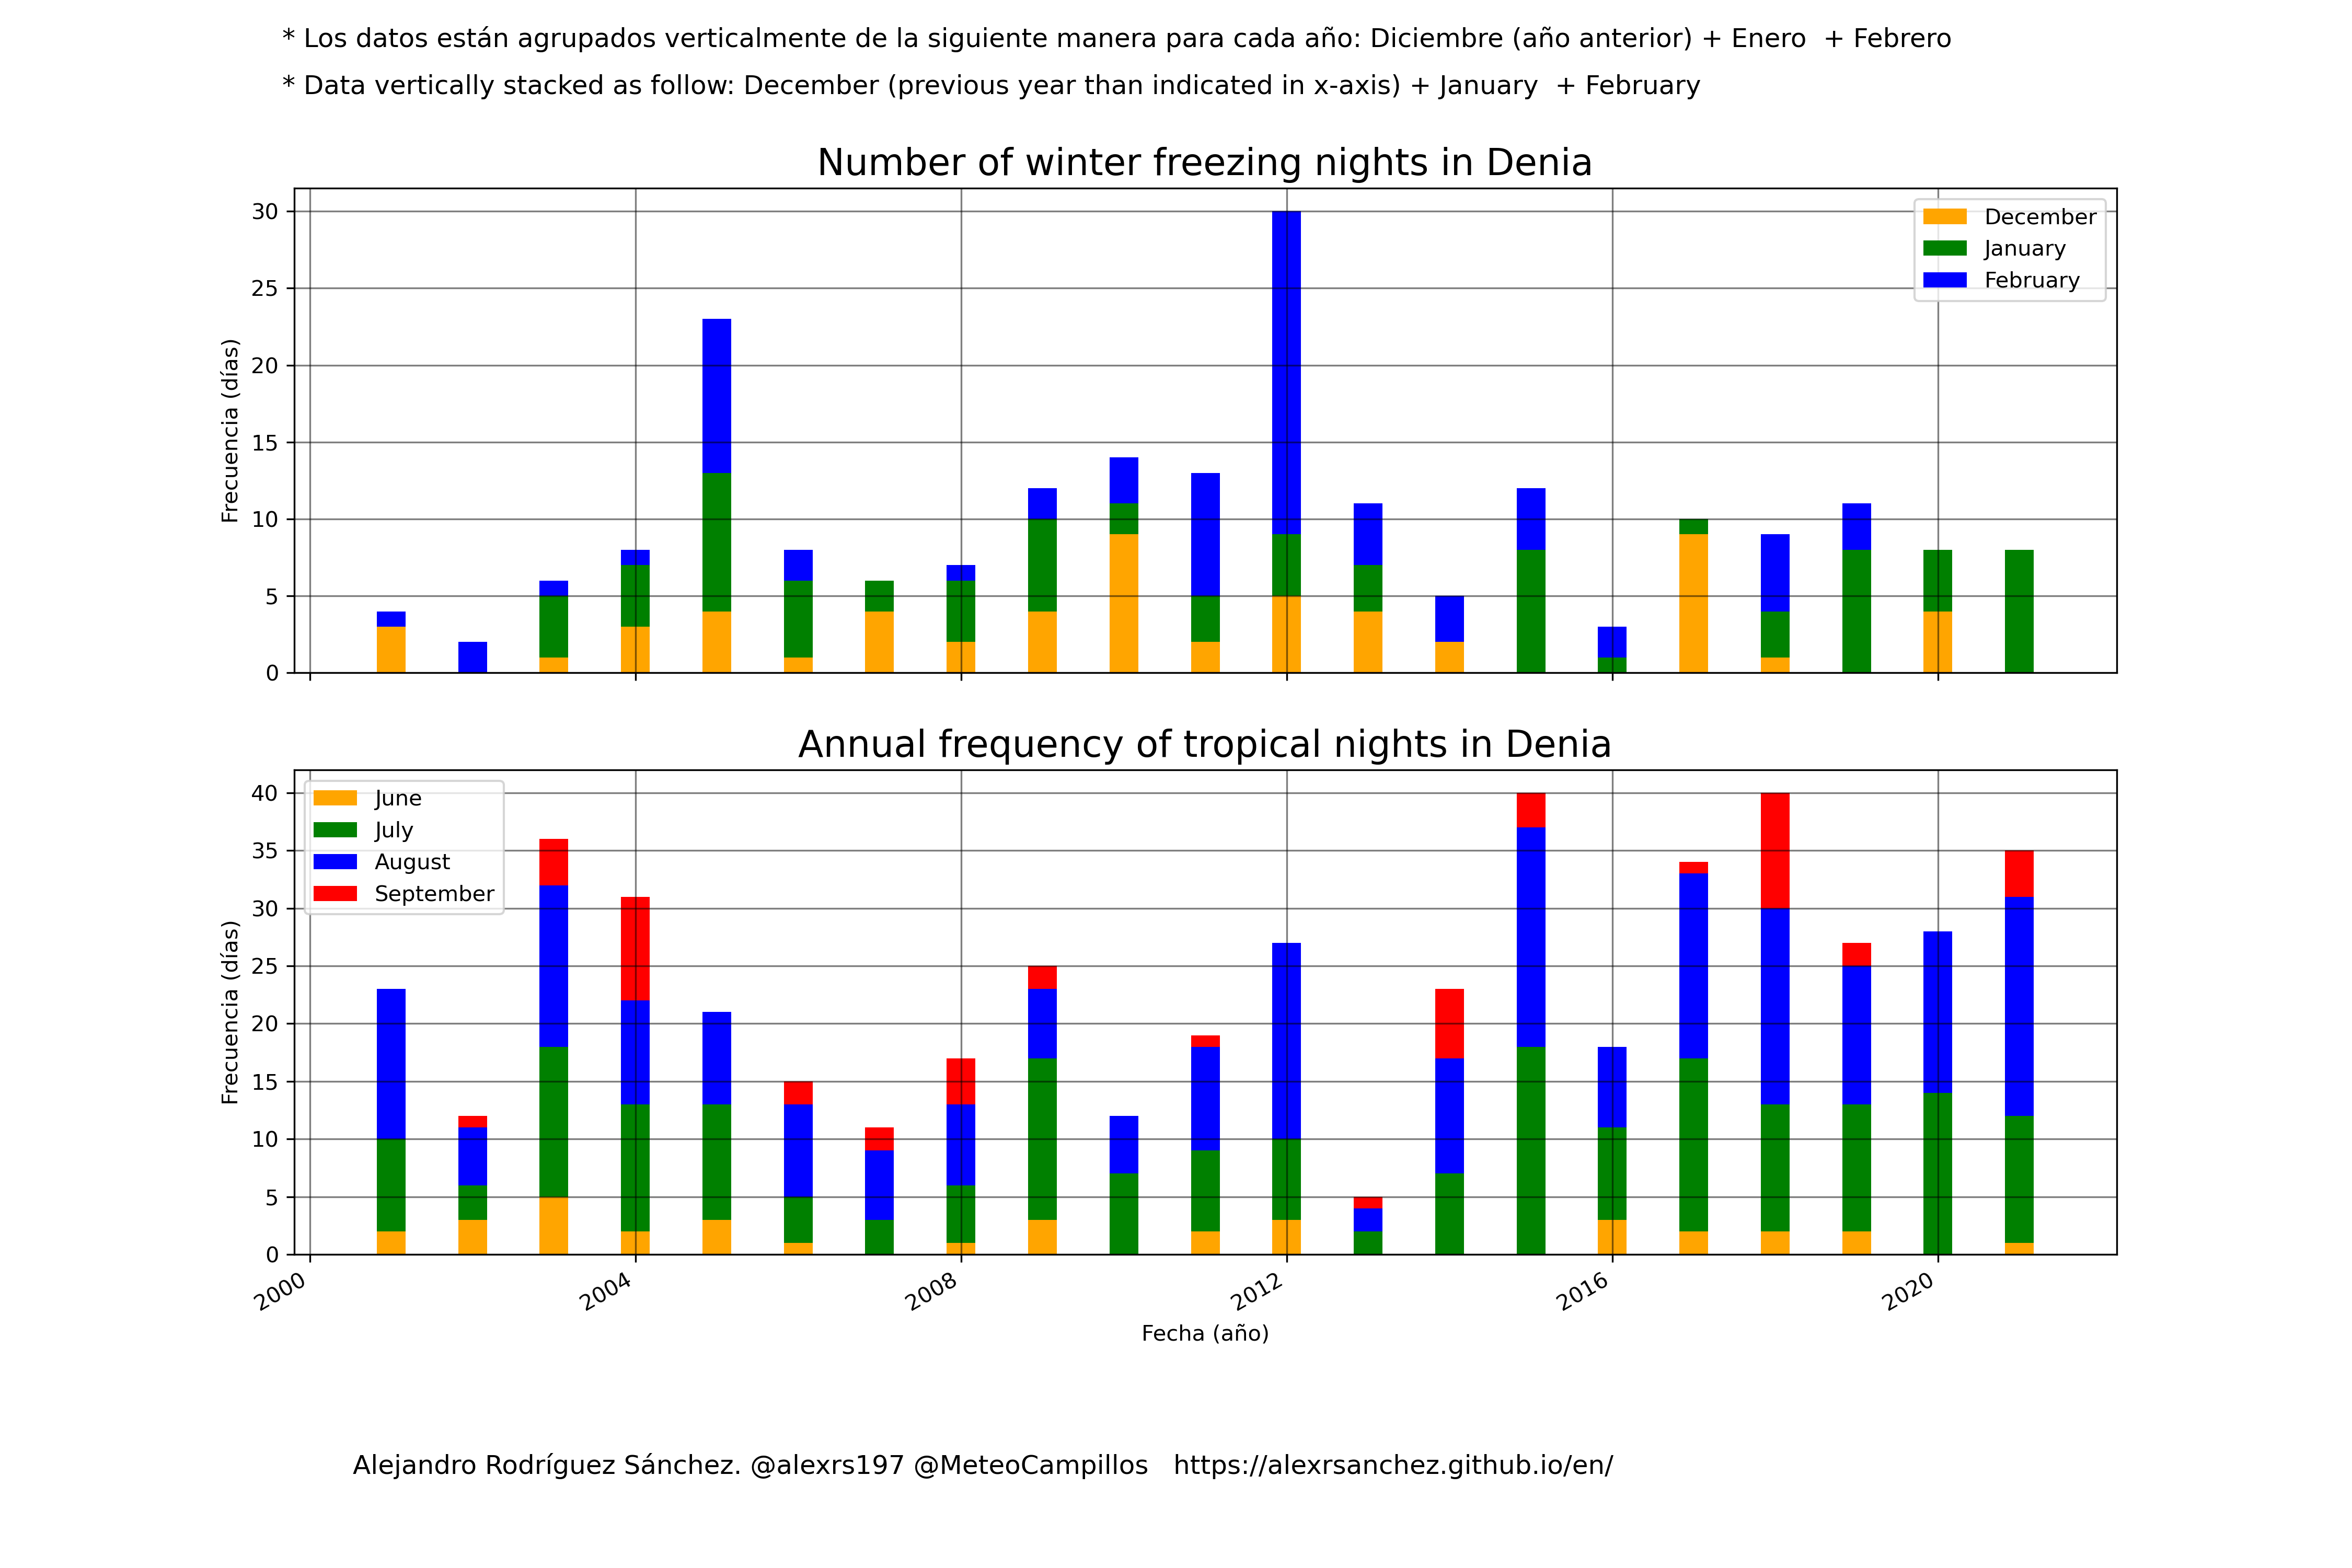 * Los datos están agrupados verticalmente de la siguiente manera para cada año: Diciembre (año anterior) + Enero  + Febrero
* Data vertically stacked as follow: December (previous year than indicated in x-axis) + January  + February
Number of winter freezing nights in Denia
30
25
20
15
10
5
0
Frecuencia (días)
December
January
February
Annual frequency of tropical nights in Denia
40
35
30
25
20
15
10
5
0
Frecuencia (días)
June
July
August
September
2000
2004
2008
2012
2016
2020
Fecha (año)
Alejandro Rodríguez Sánchez. @alexrs197 @MeteoCampillos   https://alexrsanchez.github.io/en/